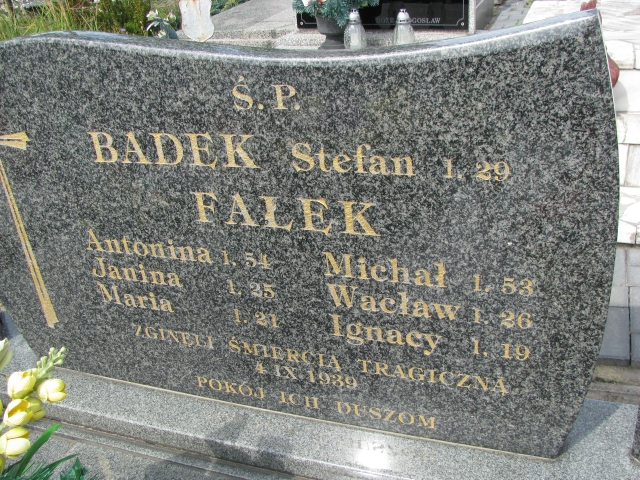 Ś.P.
BADEK Stefan l. 29
FAŁEK
Antonina l. 54 Michał l. 53
Janina l. 25 Wacław l. 26
Maria l. 21 Ignacy l. 19
ZGINĘLI ŚMIERCIĄ TRAGICZNĄ
4 IX 1939
POKÓJ ICH DUSZOM